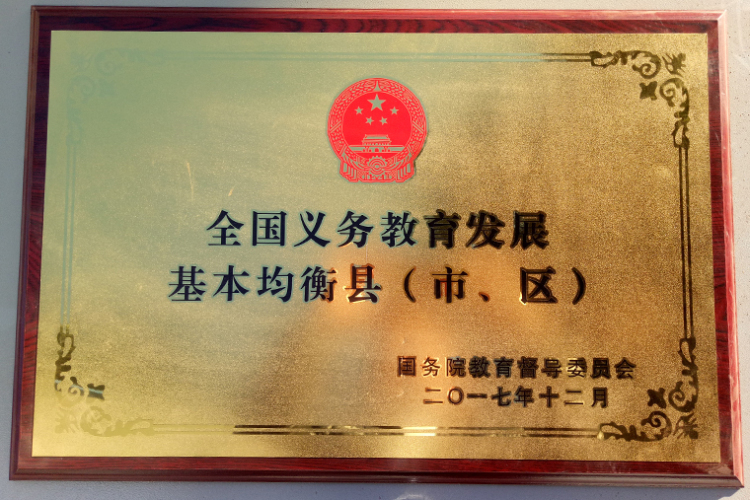 全国义务教育发展
基本均衡县（市、区）
国务院教育督导委员会
二〇一七年十二月